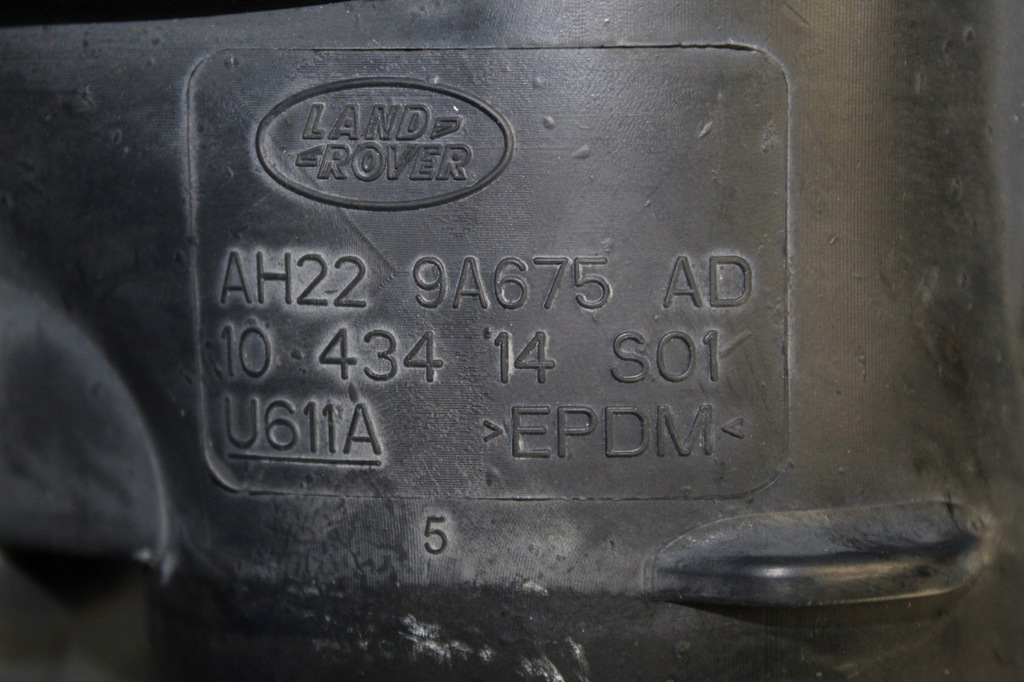 LAND
ROVER
AH22 9A675 AD
10 434 14 S01
U611A >EPDM<
5